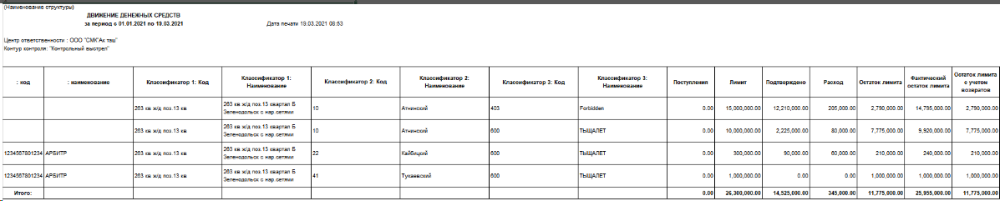 (Наименование структуры)
ДВИЖЕНИЕ ДЕНЕЖНЫХ СРЕДСТВ
за период с 01.01.2021 по 19.03.2021
Дата печати 19.03.2021 08:53
Центр ответственности : ООО "СМК"Ак таш"
Контур контроля: "Контрольный выстрел"
: код : наименование Классификатор 1: Код Классификатор 1: Наименование Классификатор 2: Код Классификатор 2: Наименование Классификатор 3: Код Классификатор 3: Наименование Поступления Лимит Подтверждено Расход Остаток лимита Фактический остаток лимита Остаток лимита с учетом возвратов
263 кв ж/д поз.13 кв 263 кв ж/д поз.13 квартал Б Зеленодольск с нар.сетями 10 Атнинский 403 Forbidden 0.00 15,000,000.00 12,210,000.00 205,000.00 2,790,000.00 14,795,000.00 2,790,000.00
263 кв ж/д поз.13 кв 263 кв ж/д поз.13 квартал Б Зеленодольск с нар.сетями 10 Атнинский 600 ТЫЩАЛЕТ 0.00 10,000,000.00 2,225,000.00 80,000.00 7,775,000.00 9,920,000.00 7,775,000.00
1234567801234 АРБИТР 263 кв ж/д поз.13 кв 263 кв ж/д поз.13 квартал Б Зеленодольск с нар.сетями 22 Кайбицкий 600 ТЫЩАЛЕТ 0.00 300,000.00 90,000.00 60,000.00 210,000.00 240,000.00 210,000.00
1234567801234 АРБИТР 263 кв ж/д поз.13 кв 263 кв ж/д поз.13 квартал Б Зеленодольск с нар.сетями 41 Тукаевский 600 ТЫЩАЛЕТ 0.00 1,000,000.00 0.00 0.00 1,000,000.00 1,000,000.00 1,000,000.00
Итого: 0.00 26,300,000.00 14,525,000.00 345,000.00 11,775,000.00 25,955,000.00 11,775,000.00